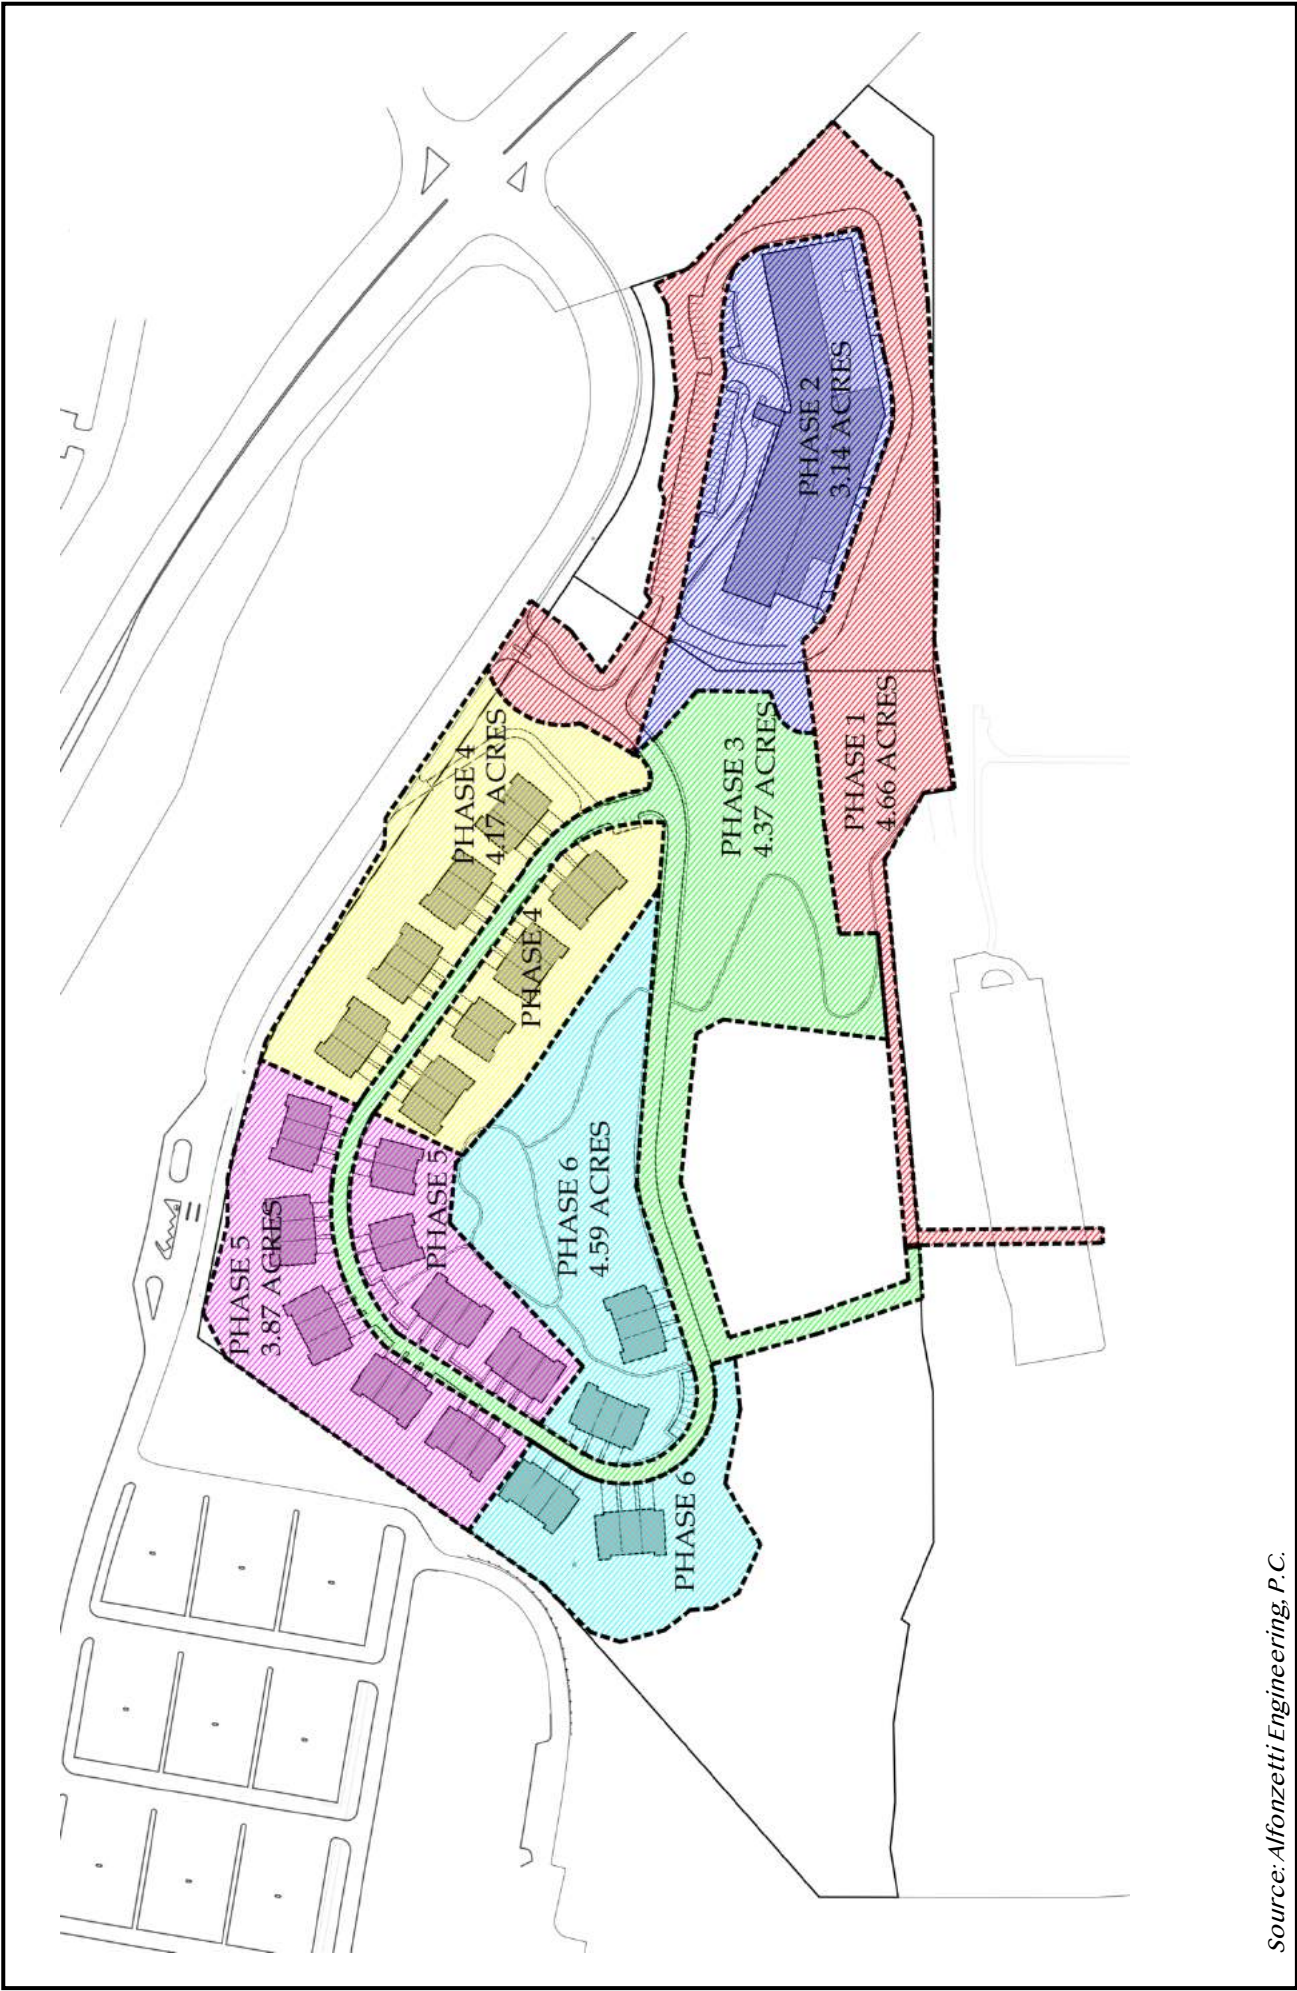 PHASE 5
3.87 ACRES
PHASE 5
PHASE 4
4.17 ACRES
PHASE 4
PHASE 6
4.59 ACRES
PHASE 6
PHASE 3
4.37 ACRES
PHASE 2
3.14 ACRES
PHASE 1
4.66 ACRES
Source: Alfonzetti Engineering, P.C.